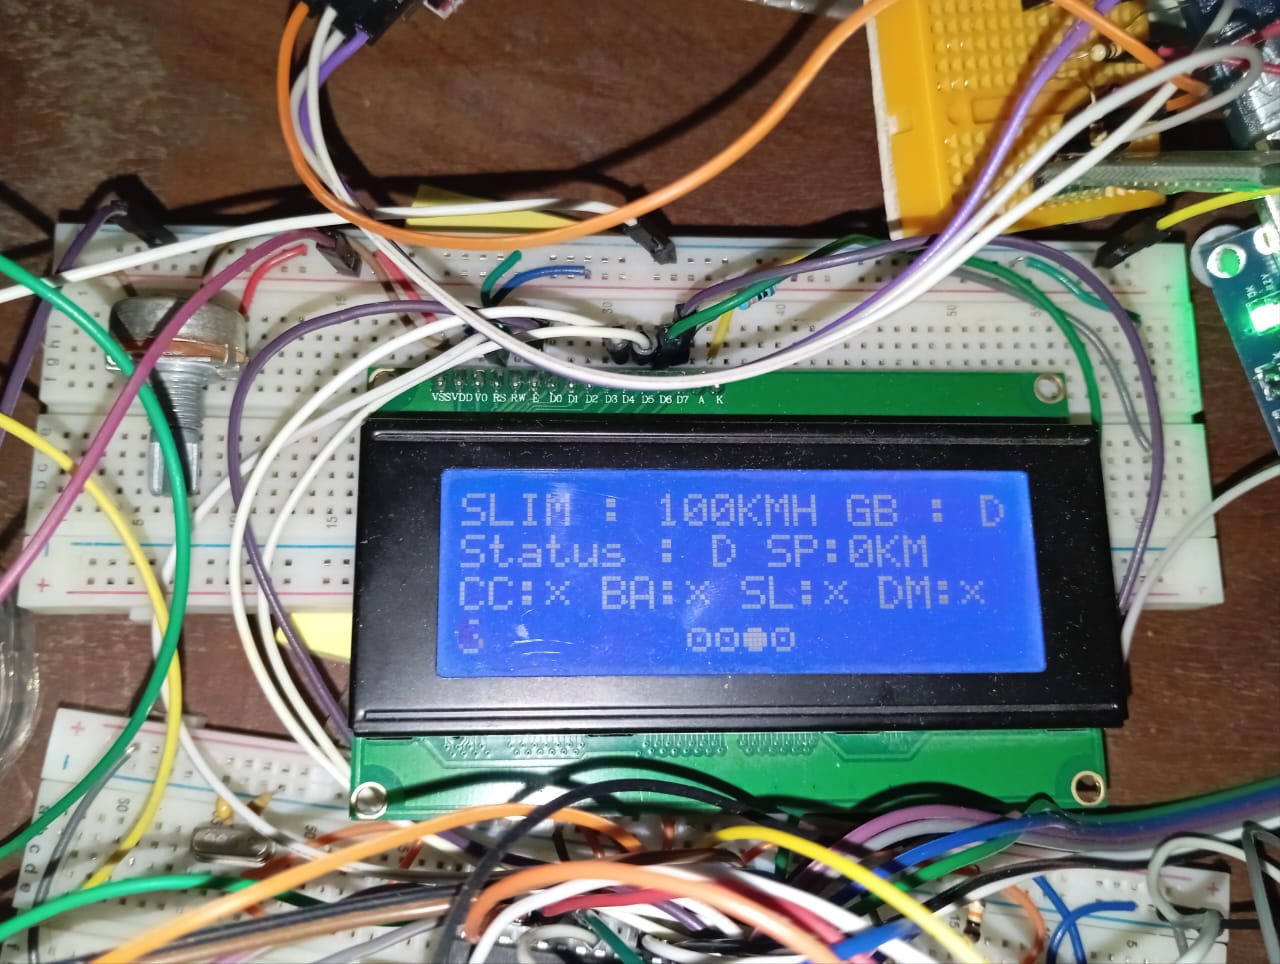 VSS VDD V0 RS RW E D0 D1 D2 D3 D4 D5 D6 D7 A K
SLIM : 100KMH GB : D
Status : D SP:0KM
CC:x BA:x SL:x DM:x